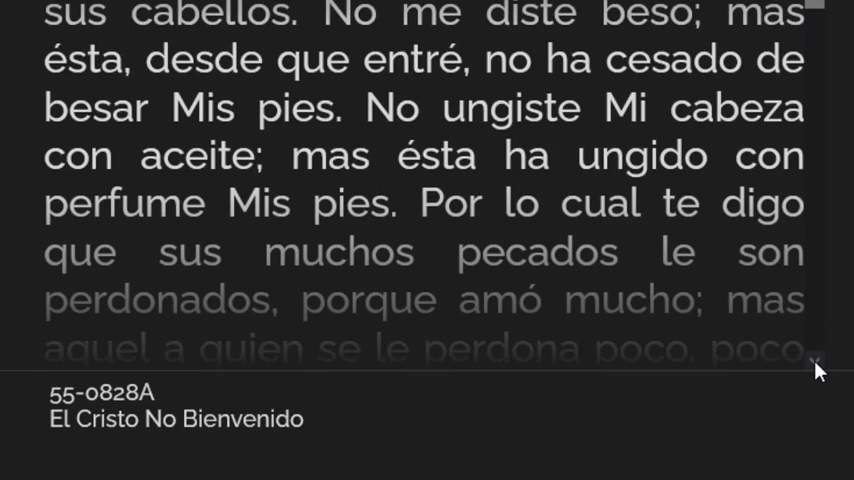 sus cabellos. No me diste beso; mas
ésta, desde que entré, no ha cesado de
besar Mis pies. No ungiste Mi cabeza
con aceite; mas ésta ha ungido con
perfume Mis pies. Por lo cual te digo
que sus muchos pecados le son
perdonados, porque amó mucho; mas
aquel a quien se le perdona poco, poco
55-0828A
El Cristo No Bienvenido